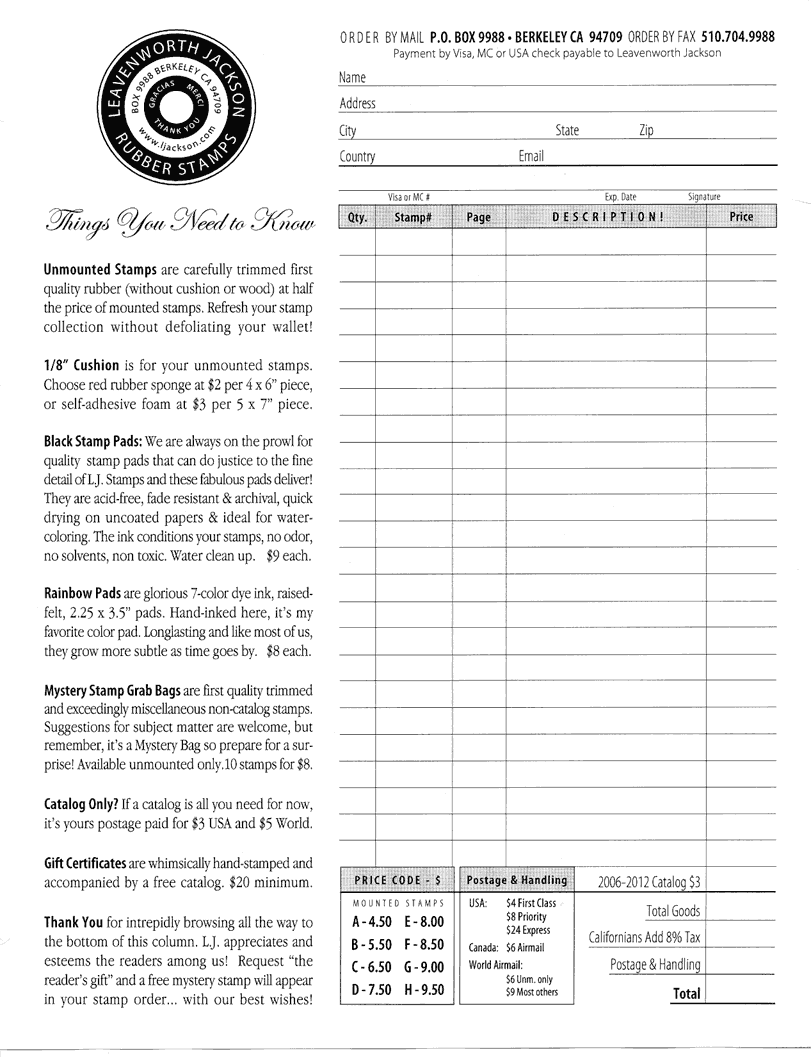 LEAVENWORTH JACKSON
RUBBER STAMPS
BOX 9988 BERKELEY CA 94709
www.ljackson.com
GRACIAS MERCI
THANK YOU
Things You Need to Know
Unmounted Stamps are carefully trimmed first
quality rubber (without cushion or wood) at half
the price of mounted stamps. Refresh your stamp
collection without defoliating your wallet!
1/8” Cushion is for your unmounted stamps.
Choose red rubber sponge at $2 per 4 x 6” piece,
or self-adhesive foam at $3 per 5 x 7” piece.
Black Stamp Pads: We are always on the prowl for
quality stamp pads that can do justice to the fine
detail of L.J. Stamps and these fabulous pads deliver!
They are acid-free, fade resistant & archival, quick
drying on uncoated papers & ideal for water-
coloring. The ink conditions your stamps, no odor,
no solvents, non toxic. Water clean up. $9 each.
Rainbow Pads are glorious 7-color dye ink, raised-
felt, 2.25 x 3.5” pads. Hand-inked here, it’s my
favorite color pad. Longlasting and like most of us,
they grow more subtle as time goes by. $8 each.
Mystery Stamp Grab Bags are first quality trimmed
and exceedingly miscellaneous non-catalog stamps.
Suggestions for subject matter are welcome, but
remember, it’s a Mystery Bag so prepare for a sur-
prise! Available unmounted only.10 stamps for $8.
Catalog Only? If a catalog is all you need for now,
it’s yours postage paid for $3 USA and $5 World.
Gift Certificates are whimsically hand-stamped and
accompanied by a free catalog. $20 minimum.
Thank You for intrepidly browsing all the way to
the bottom of this column. L.J. appreciates and
esteems the readers among us! Request “the
reader’s gift” and a free mystery stamp will appear
in your stamp order... with our best wishes!
ORDER BY MAIL P.O. BOX 9988 • BERKELEY CA 94709 ORDER BY FAX 510.704.9988
Payment by Visa, MC or USA check payable to Leavenworth Jackson
Name
Address
City State Zip
Country Email
Visa or MC # Exp. Date Signature
Qty. Stamp# Page DESCRIPTION! Price
PRICE CODE - $
MOUNTED STAMPS
A - 4.50 E - 8.00
B - 5.50 F - 8.50
C - 6.50 G - 9.00
D - 7.50 H - 9.50
Postage & Handling
USA: $4 First Class
$8 Priority
$24 Express
Canada: $6 Airmail
World Airmail:
$6 Unm. only
$9 Most others
2006-2012 Catalog $3
Total Goods
Californians Add 8% Tax
Postage & Handling
Total